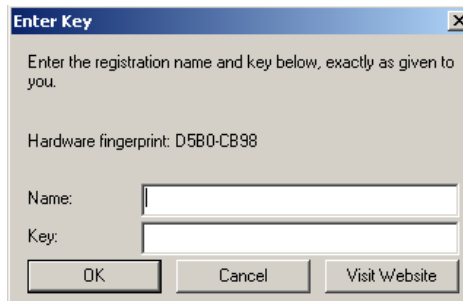 Enter Key
Enter the registration name and key below, exactly as given to
you.
Hardware fingerprint: D5B0-CB98
Name:
Key:
OK Cancel Visit Website